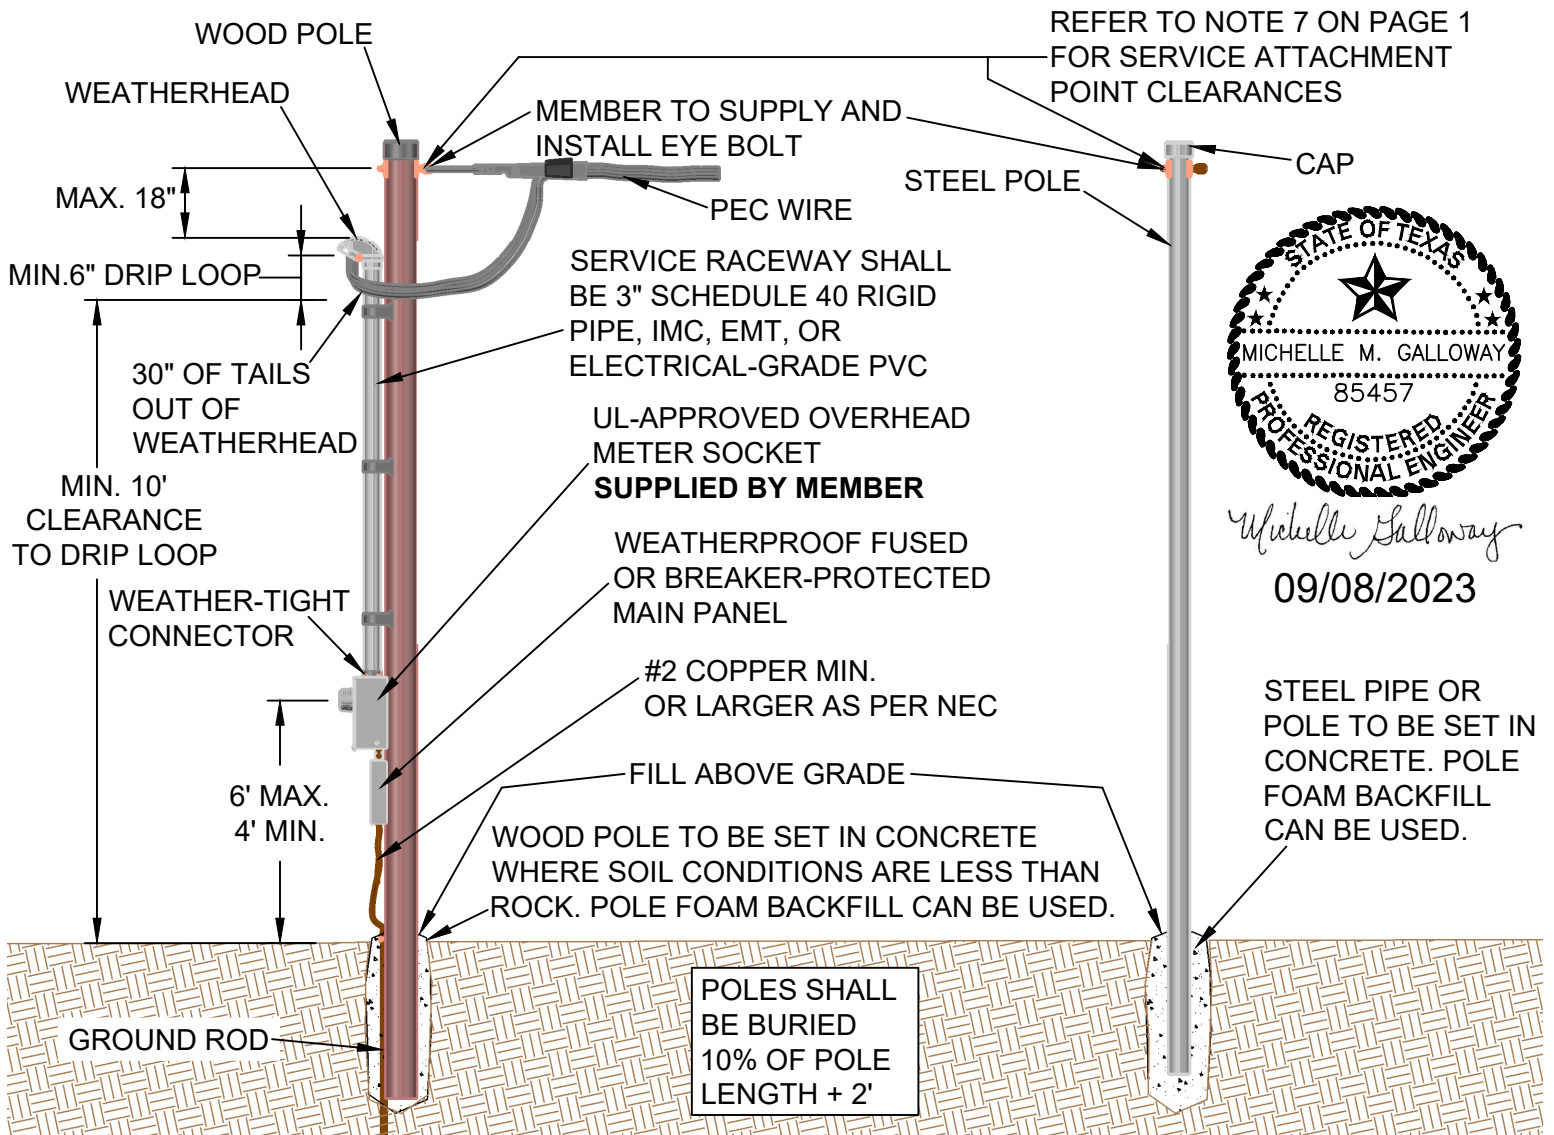 WOOD POLE
WEATHERHEAD
MAX. 18"
MIN.6" DRIP LOOP
30" OF TAILS
OUT OF
WEATHERHEAD
MIN. 10'
CLEARANCE
TO DRIP LOOP
WEATHER-TIGHT
CONNECTOR
6' MAX.
4' MIN.
GROUND ROD
REFER TO NOTE 7 ON PAGE 1
FOR SERVICE ATTACHMENT
POINT CLEARANCES
MEMBER TO SUPPLY AND
INSTALL EYE BOLT
PEC WIRE
SERVICE RACEWAY SHALL
BE 3" SCHEDULE 40 RIGID
PIPE, IMC, EMT, OR
ELECTRICAL-GRADE PVC
UL-APPROVED OVERHEAD
METER SOCKET
SUPPLIED BY MEMBER
WEATHERPROOF FUSED
OR BREAKER-PROTECTED
MAIN PANEL
#2 COPPER MIN.
OR LARGER AS PER NEC
FILL ABOVE GRADE
WOOD POLE TO BE SET IN CONCRETE
WHERE SOIL CONDITIONS ARE LESS THAN
ROCK. POLE FOAM BACKFILL CAN BE USED.
POLES SHALL
BE BURIED
10% OF POLE
LENGTH + 2'
STEEL POLE
CAP
STATE OF TEXAS
MICHELLE M. GALLOWAY
85457
REGISTERED
PROFESSIONAL ENGINEER
Michelle Galloway
09/08/2023
STEEL PIPE OR
POLE TO BE SET IN
CONCRETE. POLE
FOAM BACKFILL
CAN BE USED.